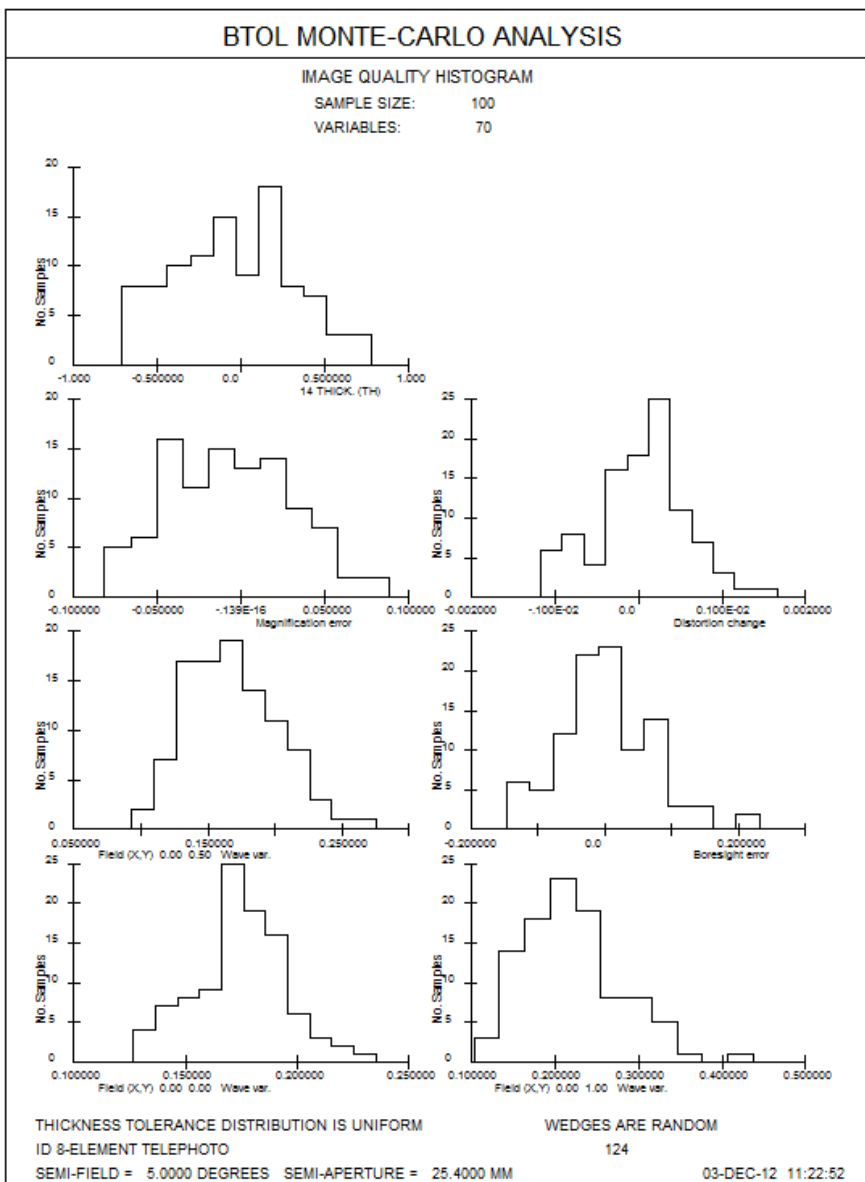 BTOL MONTE-CARLO ANALYSIS
IMAGE QUALITY HISTOGRAM
SAMPLE SIZE: 100
VARIABLES: 70
20
15
10
5
0
No. Samples
-1.000 -0.500000 0.0 0.500000 1.000
14 THICK. (TH)
20
15
10
5
0
No. Samples
-0.100000 -0.050000 -.139E-16 0.050000 0.100000
Magnification error
25
20
15
10
5
0
No. Samples
-0.002000 -.100E-02 0.0 0.100E-02 0.002000
Distortion change
20
15
10
5
0
No. Samples
0.050000 0.150000 0.250000
Field (X,Y) 0.00 0.50 Wave var.
25
20
15
10
5
0
No. Samples
-0.200000 0.0 0.200000
Boresight error
25
20
15
10
5
0
No. Samples
0.100000 0.150000 0.200000 0.250000
Field (X,Y) 0.00 0.00 Wave var.
25
20
15
10
5
0
No. Samples
0.100000 0.200000 0.300000 0.400000 0.500000
Field (X,Y) 0.00 1.00 Wave var.
THICKNESS TOLERANCE DISTRIBUTION IS UNIFORM WEDGES ARE RANDOM
ID 8-ELEMENT TELEPHOTO 124
SEMI-FIELD = 5.0000 DEGREES SEMI-APERTURE = 25.4000 MM 03-DEC-12 11:22:52